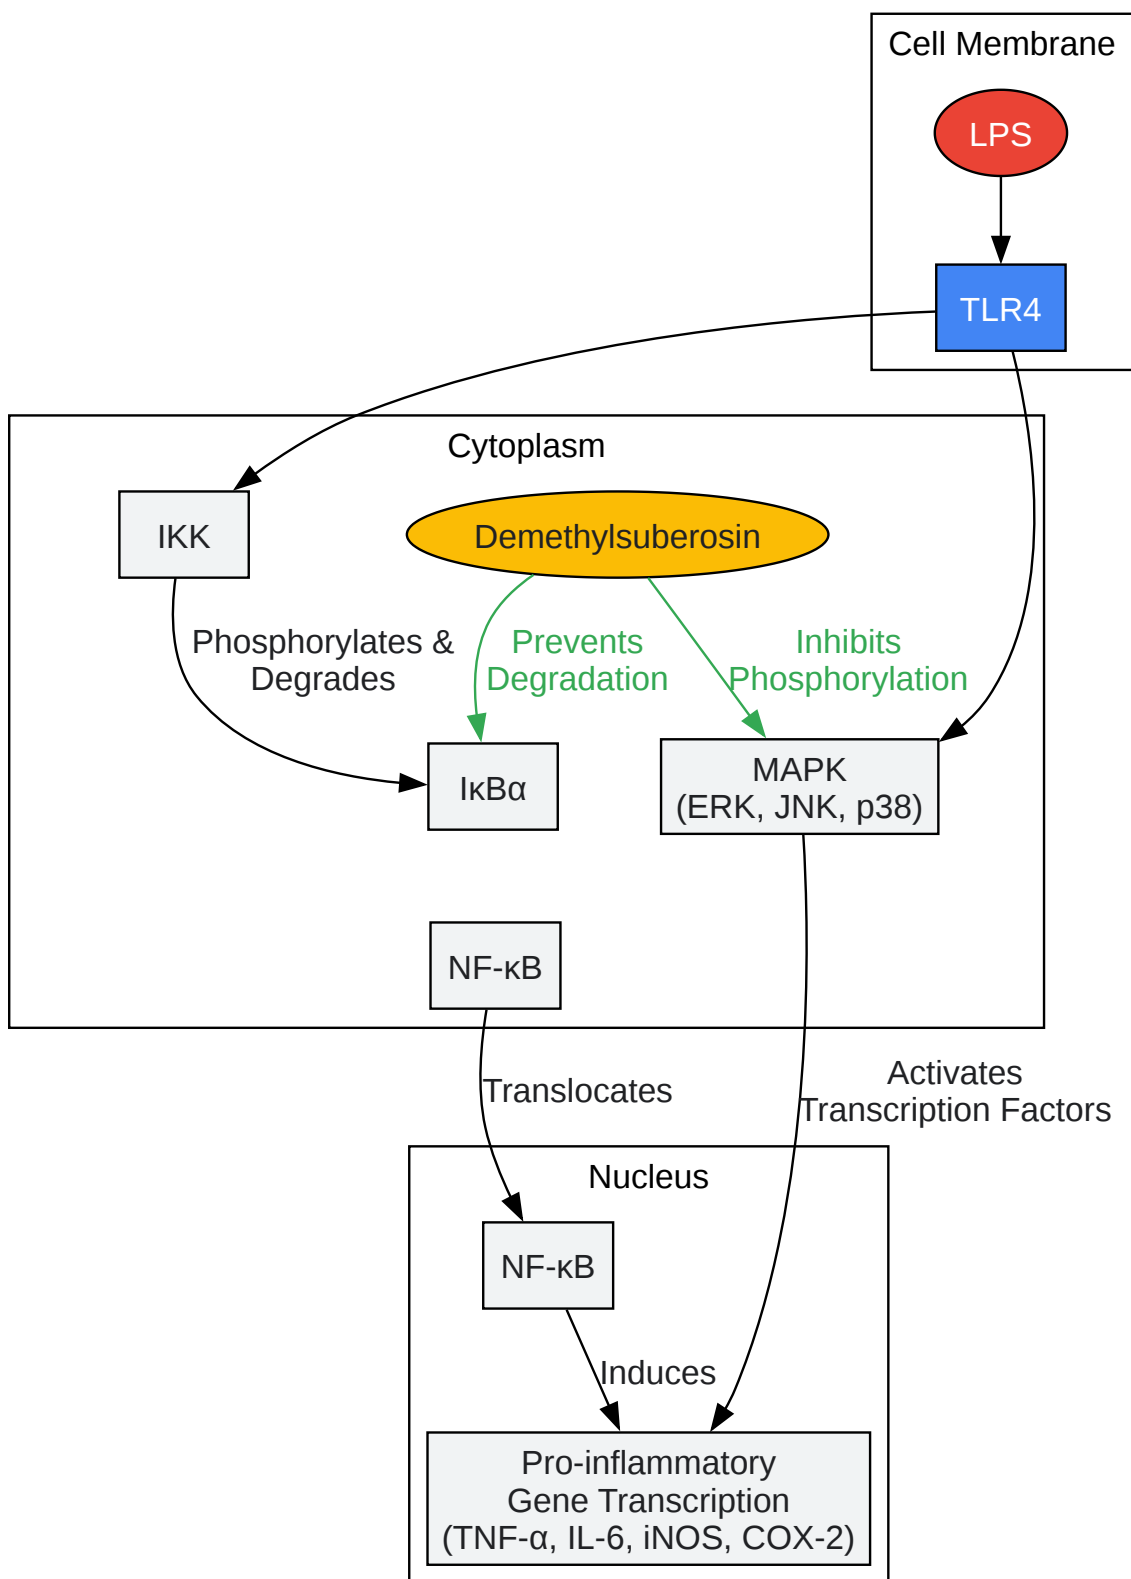 Cell Membrane
LPS
TLR4
Cytoplasm
IKK
Demethylsuberosin
Phosphorylates &
Degrades
Prevents
Degradation
Inhibits
Phosphorylation
IκBα
MAPK
(ERK, JNK, p38)
NF-κB
Translocates
Activates
Transcription Factors
Nucleus
NF-κB
Induces
Pro-inflammatory
Gene Transcription
(TNF-α, IL-6, iNOS, COX-2)